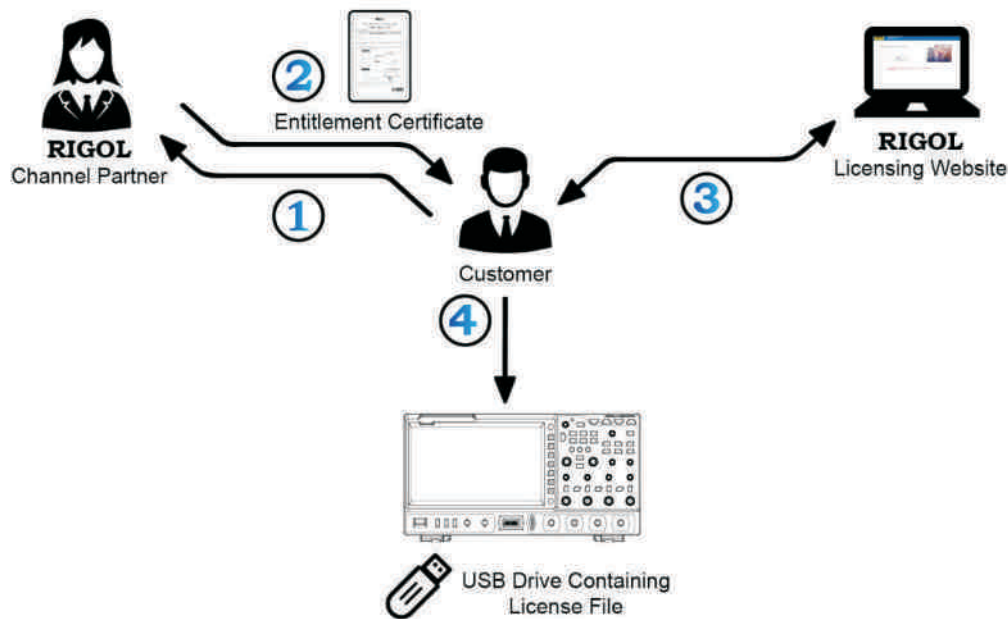 2
Entitlement Certificate
RIGOL
Channel Partner
1
RIGOL
Licensing Website
3
Customer
4
USB Drive Containing
License File